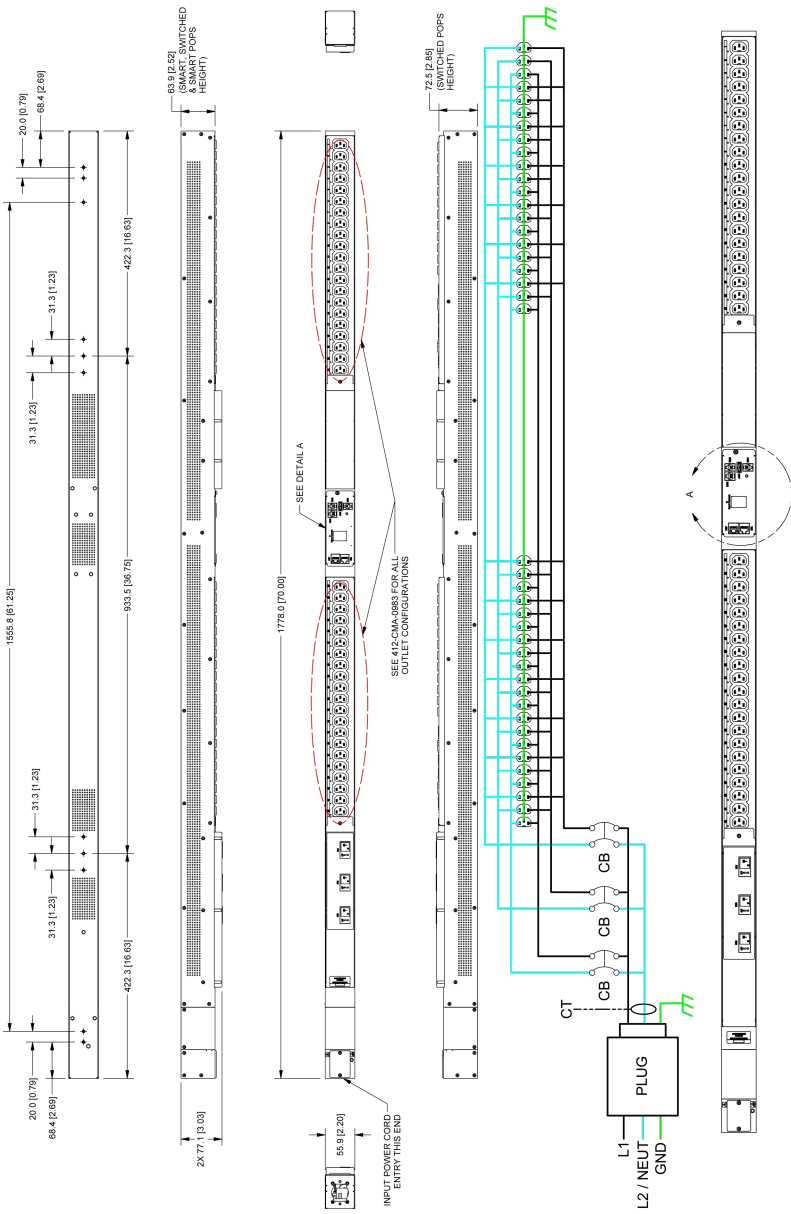 20.0 [0.79]
68.4 [2.69]
1555.8 [61.25]
422.3 [16.63]
31.3 [1.23]
31.3 [1.23]
933.5 [36.75]
31.3 [1.23]
31.3 [1.23]
422.3 [16.63]
20.0 [0.79]
68.4 [2.69]
63.9 [2.52]
(SMART, SWITCHED
& SMART POPS
HEIGHT)
2X 77.1 [3.03]
1778.0 [70.00]
SEE DETAIL A
SEE 412-CMA-0983 FOR ALL
OUTLET CONFIGURATIONS
55.9 [2.20]
INPUT POWER CORD
ENTRY THIS END
72.5 [2.85]
(SWITCHED POPS
HEIGHT)
CB
CB
CB
CT
PLUG
L1
L2 / NEUT
GND
A